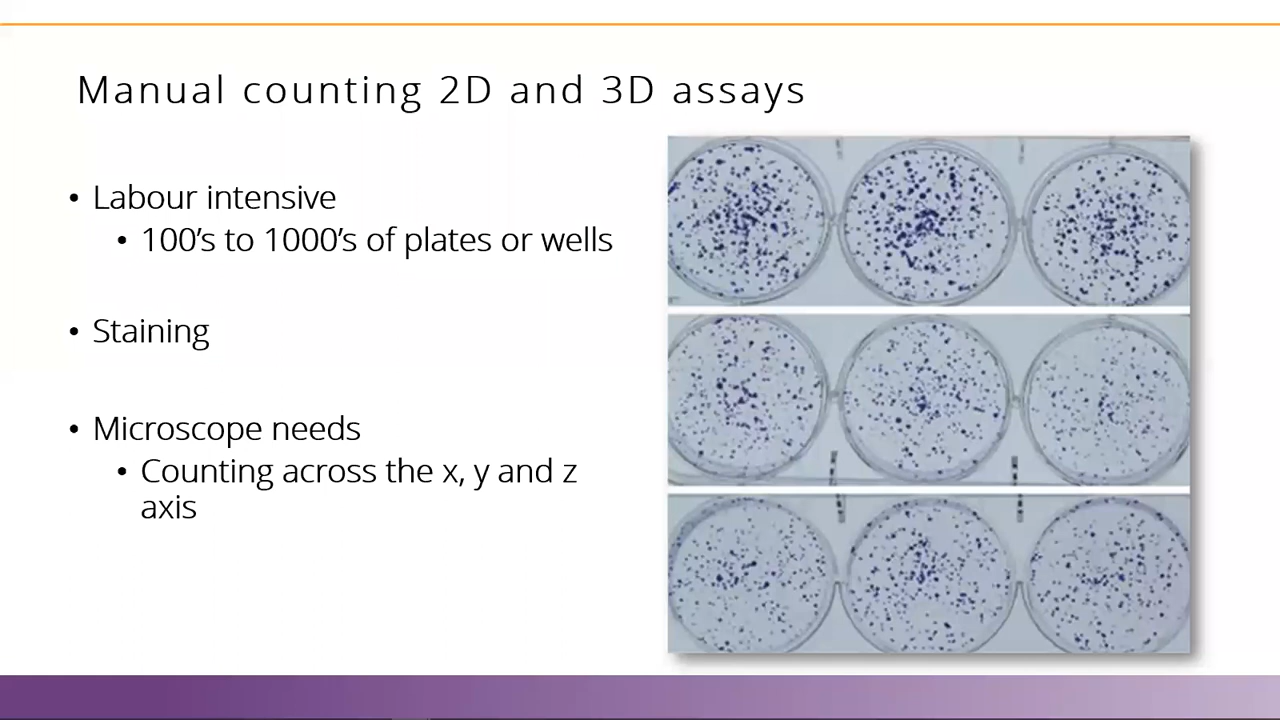 Manual counting 2D and 3D assays
• Labour intensive
• 100’s to 1000’s of plates or wells
• Staining
• Microscope needs
• Counting across the x, y and z
axis